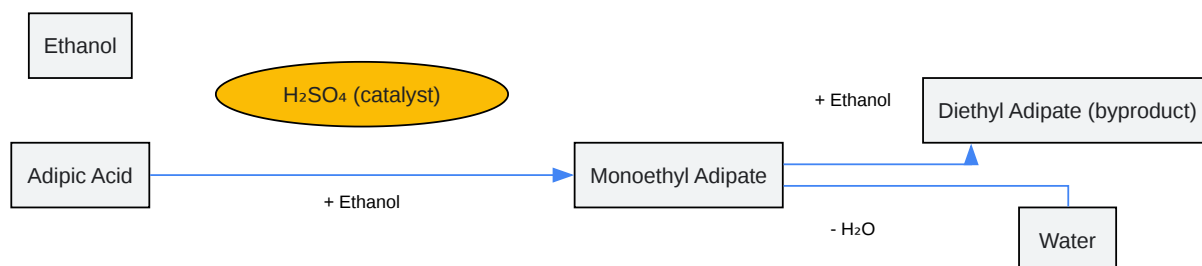 Ethanol
H₂SO₄ (catalyst)
+ Ethanol
Diethyl Adipate (byproduct)
Adipic Acid
+ Ethanol
Monoethyl Adipate
- H₂O
Water